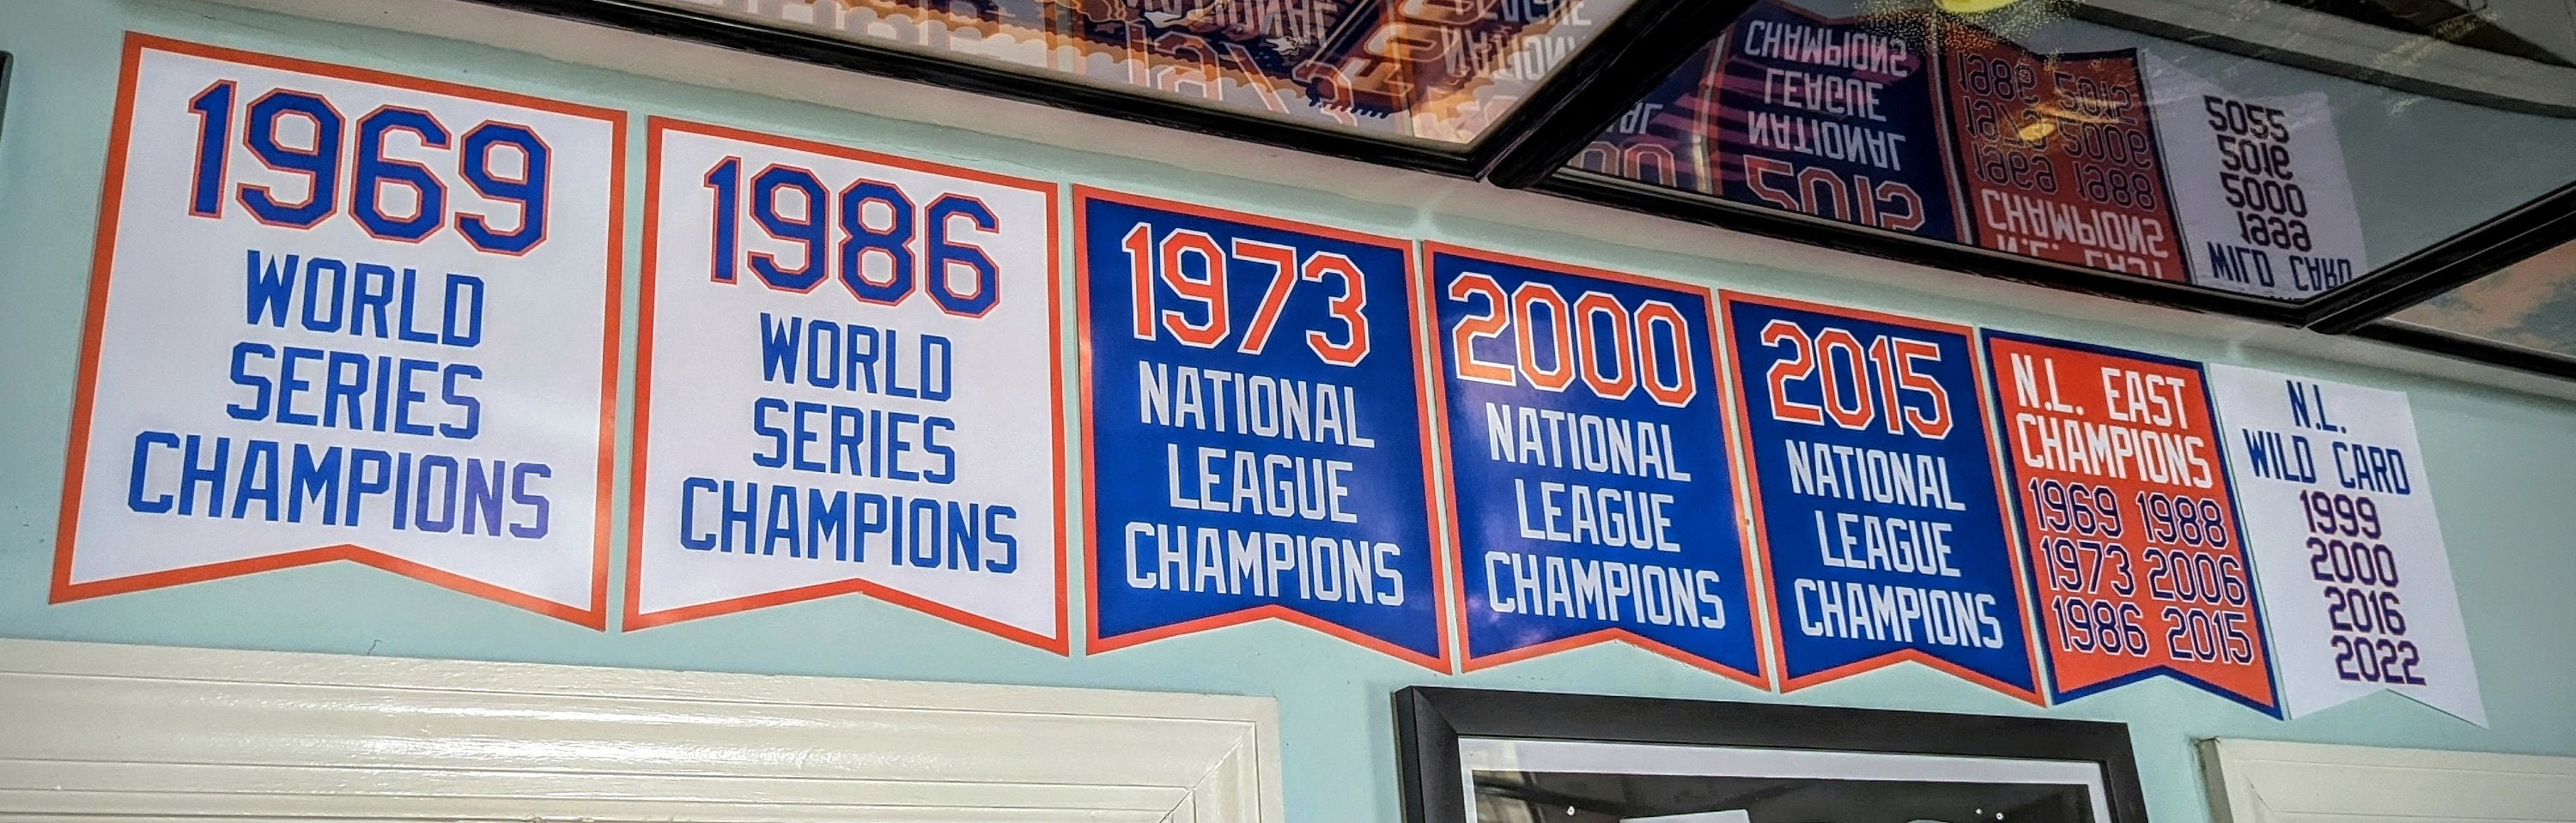 1969
WORLD
SERIES
CHAMPIONS
1986
WORLD
SERIES
CHAMPIONS
1973
NATIONAL
LEAGUE
CHAMPIONS
2000
NATIONAL
LEAGUE
CHAMPIONS
2015
NATIONAL
LEAGUE
CHAMPIONS
N.L. EAST
CHAMPIONS
1969 1988
1973 2006
1986 2015
N.L.
WILD CARD
1999
2000
2016
2022